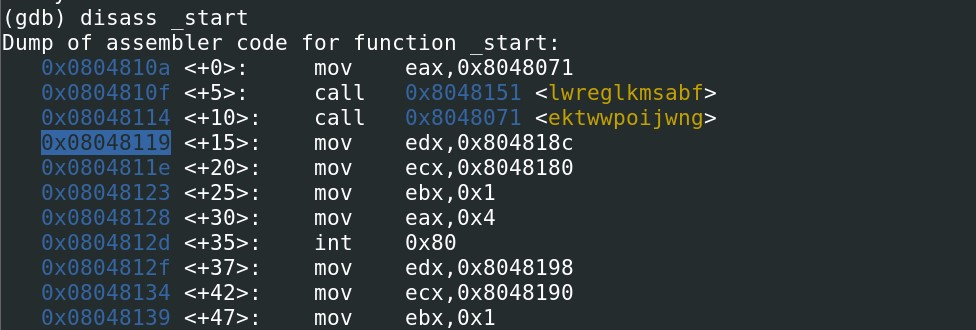 (gdb) disass _start
Dump of assembler code for function _start:
   0x0804810a <+0>:     mov    eax,0x8048071
   0x0804810f <+5>:     call   0x8048151 <lwreglkmsabf>
   0x08048114 <+10>:    call   0x8048071 <ektwwpoijwng>
   0x08048119 <+15>:    mov    edx,0x804818c
   0x0804811e <+20>:    mov    ecx,0x8048180
   0x08048123 <+25>:    mov    ebx,0x1
   0x08048128 <+30>:    mov    eax,0x4
   0x0804812d <+35>:    int    0x80
   0x0804812f <+37>:    mov    edx,0x8048198
   0x08048134 <+42>:    mov    ecx,0x8048190
   0x08048139 <+47>:    mov    ebx,0x1